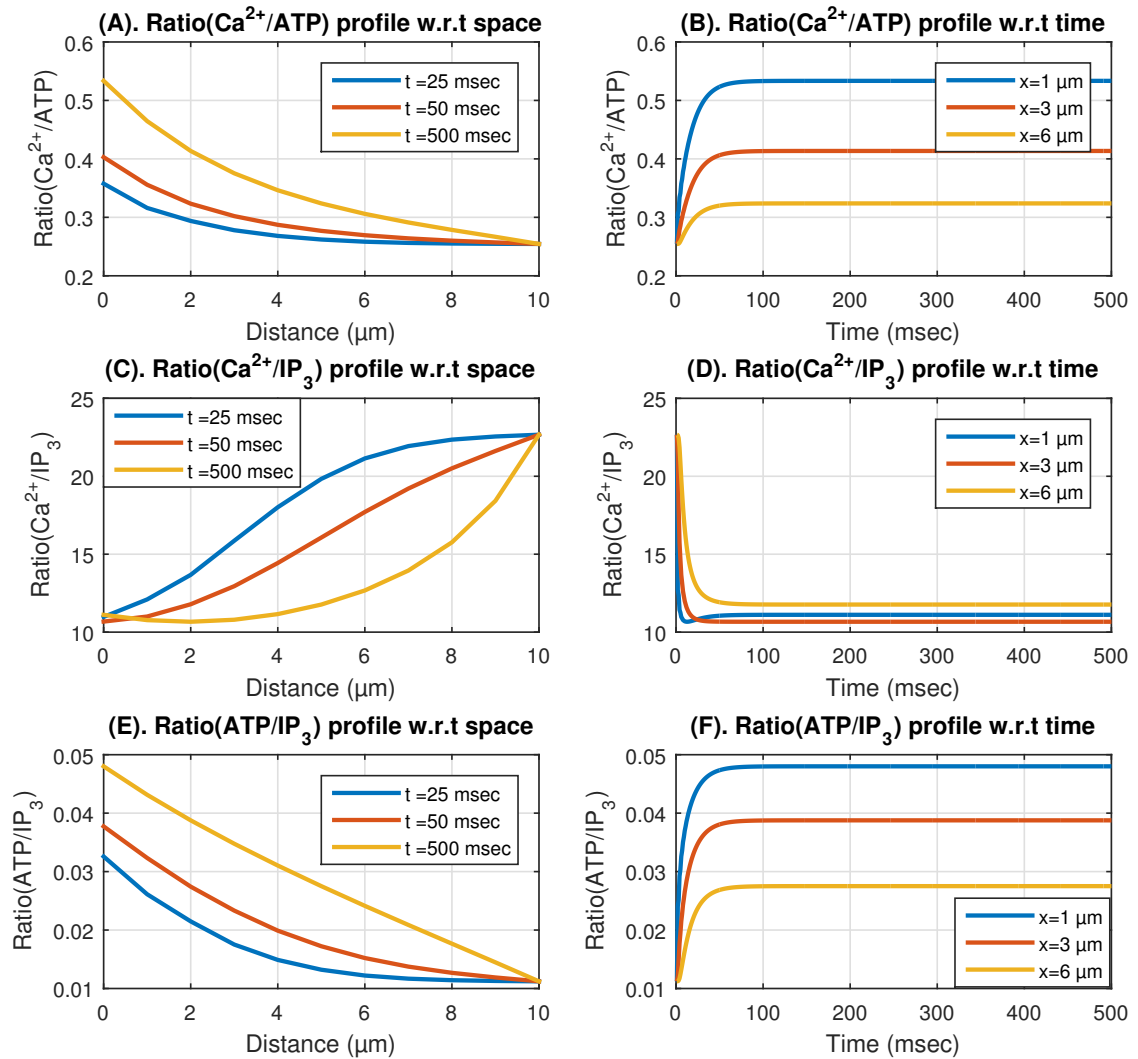 (A). Ratio(Ca²⁺/ATP) profile w.r.t space
Ratio(Ca²⁺/ATP)
0.6
0.5
0.4
0.3
0.2
t =25 msec
t =50 msec
t =500 msec
0 2 4 6 8 10
Distance (µm)
(B). Ratio(Ca²⁺/ATP) profile w.r.t time
Ratio(Ca²⁺/ATP)
0.6
0.5
0.4
0.3
0.2
x=1 µm
x=3 µm
x=6 µm
0 100 200 300 400 500
Time (msec)
(C). Ratio(Ca²⁺/IP₃) profile w.r.t space
Ratio(Ca²⁺/IP₃)
25
20
15
10
t =25 msec
t =50 msec
t =500 msec
0 2 4 6 8 10
Distance (µm)
(D). Ratio(Ca²⁺/IP₃) profile w.r.t time
Ratio(Ca²⁺/IP₃)
25
20
15
10
x=1 µm
x=3 µm
x=6 µm
0 100 200 300 400 500
Time (msec)
(E). Ratio(ATP/IP₃) profile w.r.t space
Ratio(ATP/IP₃)
0.05
0.04
0.03
0.02
0.01
t =25 msec
t =50 msec
t =500 msec
0 2 4 6 8 10
Distance (µm)
(F). Ratio(ATP/IP₃) profile w.r.t time
Ratio(ATP/IP₃)
0.05
0.04
0.03
0.02
0.01
x=1 µm
x=3 µm
x=6 µm
0 100 200 300 400 500
Time (msec)